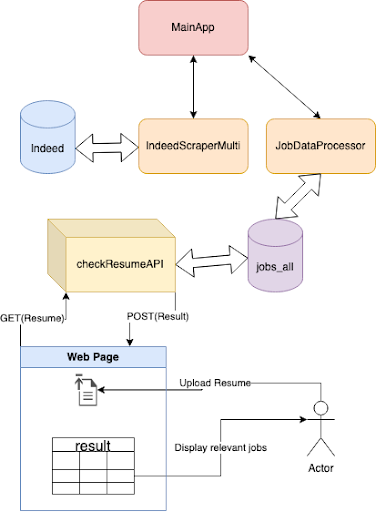 MainApp
Indeed
IndeedScraperMulti
JobDataProcessor
checkResumeAPI
jobs_all
GET(Resume)
POST(Result)
Web Page
Upload Resume
result
Display relevant jobs
Actor